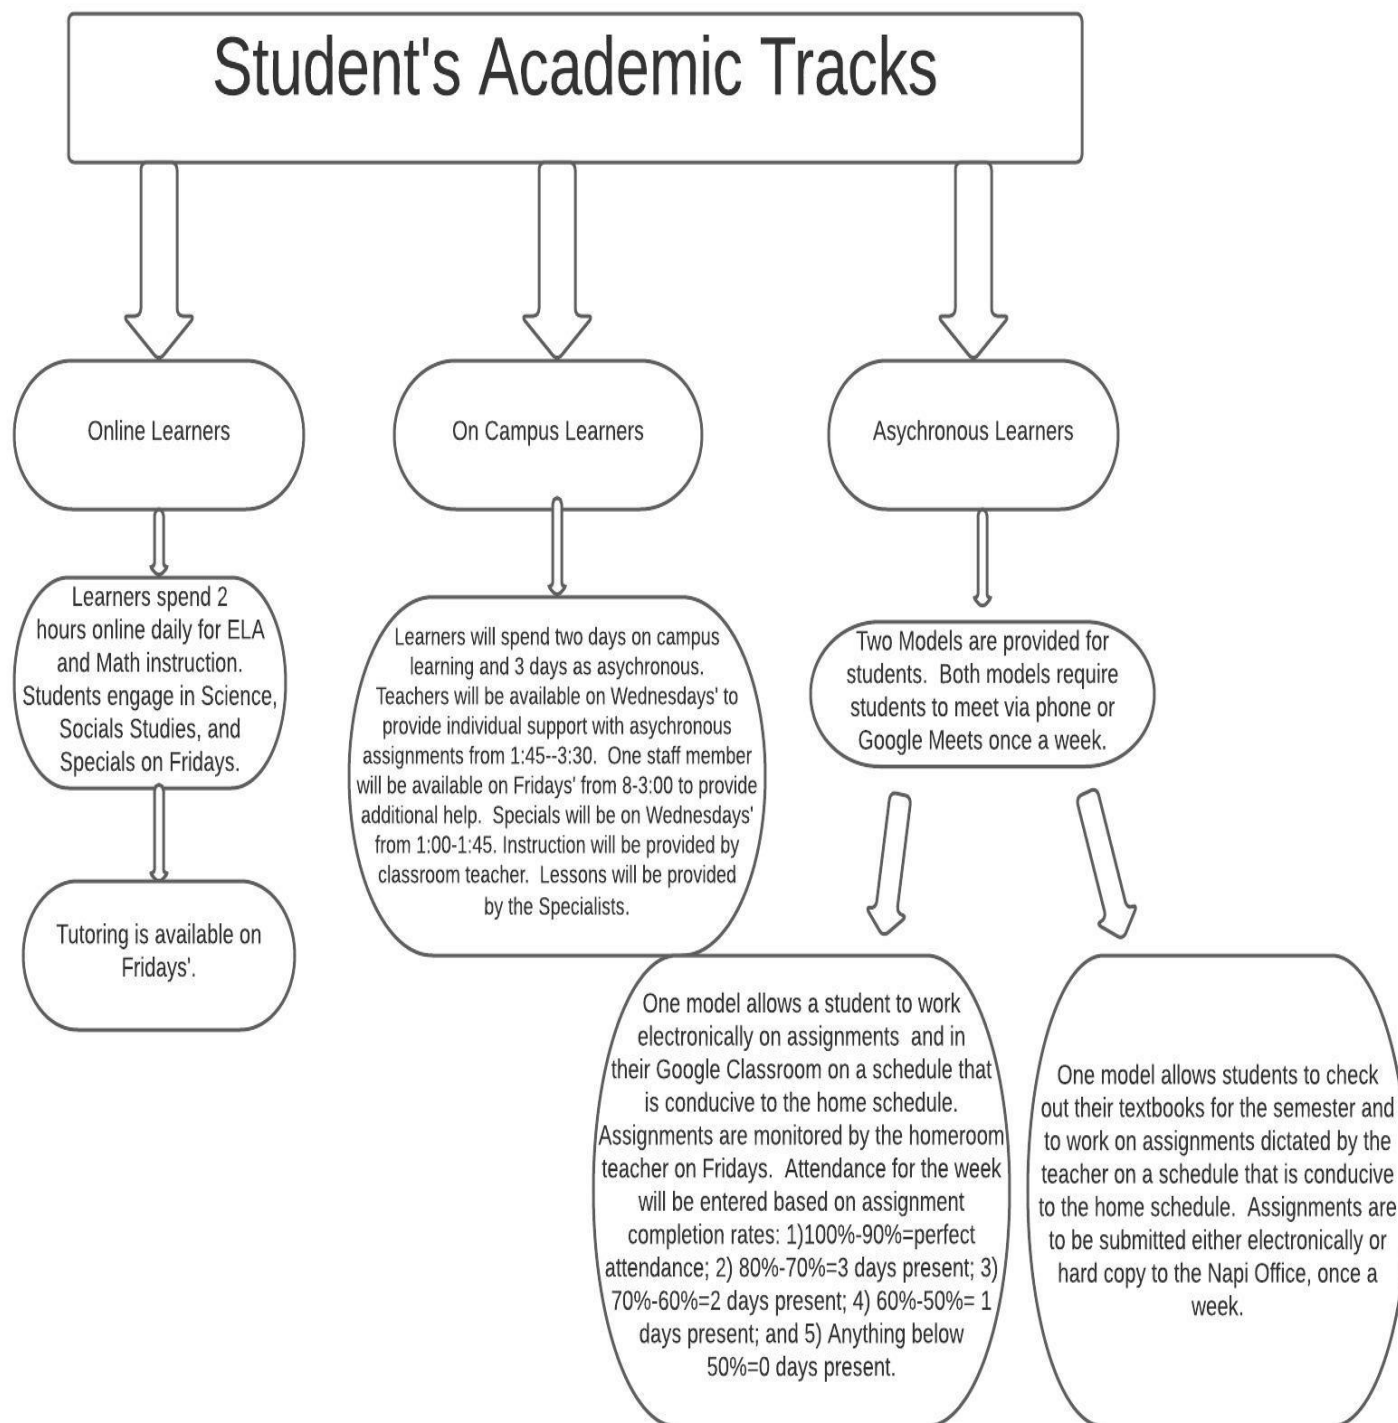 Student's Academic Tracks
Online Learners
On Campus Learners
Asychronous Learners
Learners spend 2
hours online daily for ELA
and Math instruction.
Students engage in Science,
Socials Studies, and
Specials on Fridays.
Tutoring is available on
Fridays'.
Learners will spend two days on campus
learning and 3 days as asychronous.
Teachers will be available on Wednesdays' to
provide individual support with asychronous
assignments from 1:45--3:30.  One staff member
will be available on Fridays' from 8-3:00 to provide
additional help.  Specials will be on Wednesdays'
from 1:00-1:45. Instruction will be provided by
classroom teacher.  Lessons will be provided
by the Specialists.
Two Models are provided for
students.  Both models require
students to meet via phone or
Google Meets once a week.
One model allows a student to work
electronically on assignments  and in
their Google Classroom on a schedule that
is conducive to the home schedule.
Assignments are monitored by the homeroom
teacher on Fridays.  Attendance for the week
will be entered based on assignment
completion rates: 1)100%-90%=perfect
attendance; 2) 80%-70%=3 days present; 3)
70%-60%=2 days present; 4) 60%-50%= 1
days present; and 5) Anything below
50%=0 days present.
One model allows students to check
out their textbooks for the semester and
to work on assignments dictated by the
teacher on a schedule that is conducive
to the home schedule.  Assignments are
to be submitted either electronically or
hard copy to the Napi Office, once a
week.